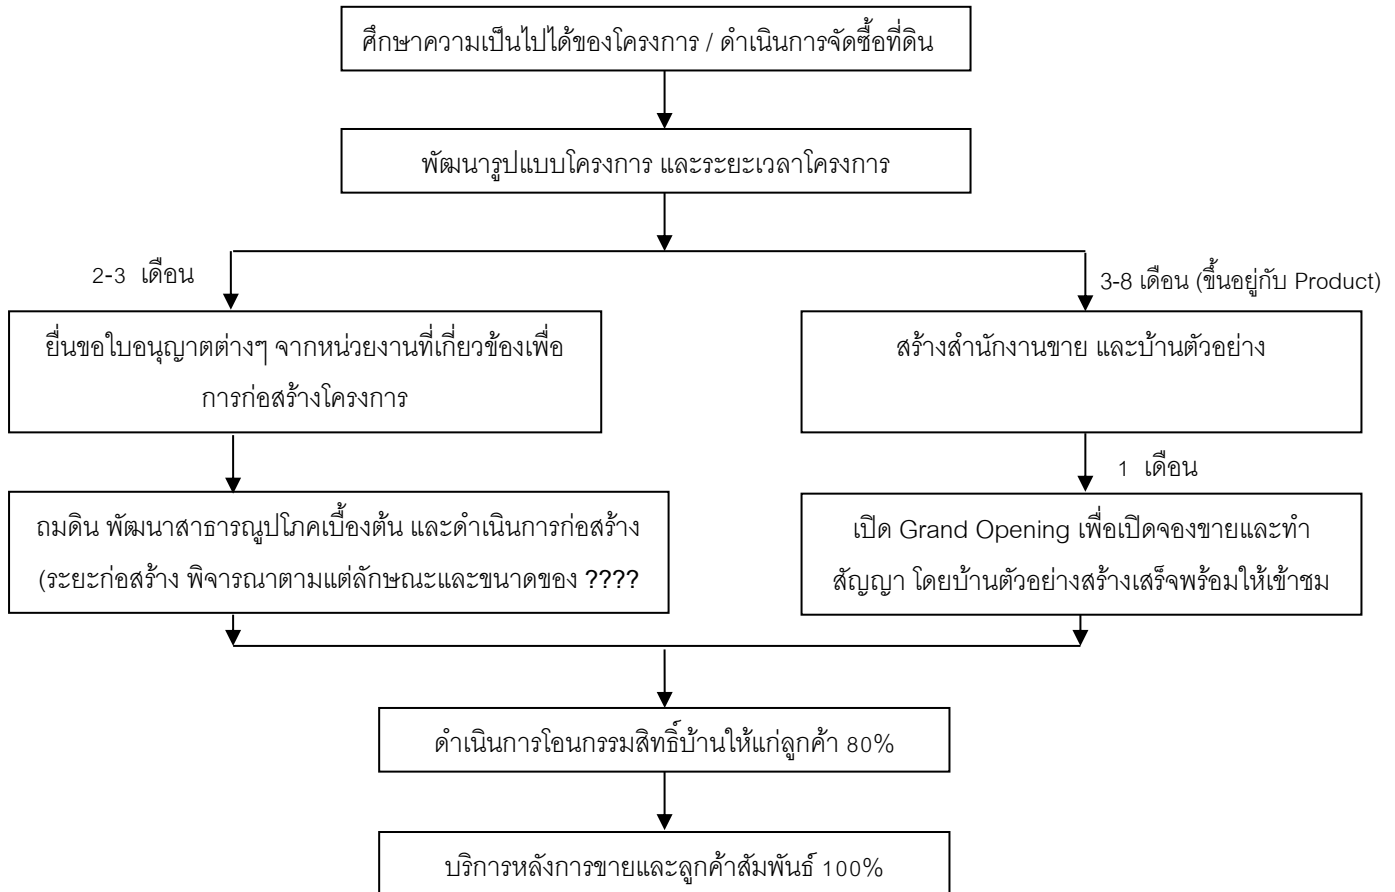 ศึกษาความเป็นไปได้ของโครงการ / ดำเนินการจัดซื้อที่ดิน
พัฒนารูปแบบโครงการ และระยะเวลาโครงการ
2-3 เดือน
3-8 เดือน (ขึ้นอยู่กับ Product)
ยื่นขอใบอนุญาตต่างๆ จากหน่วยงานที่เกี่ยวข้องเพื่อ
การก่อสร้างโครงการ
สร้างสำนักงานขาย และบ้านตัวอย่าง
1 เดือน
ถมดิน พัฒนาสาธารณูปโภคเบื้องต้น และดำเนินการก่อสร้าง
(ระยะก่อสร้าง พิจารณาตามแต่ลักษณะและขนาดของ ????
เปิด Grand Opening เพื่อเปิดจองขายและทำ
สัญญา โดยบ้านตัวอย่างสร้างเสร็จพร้อมให้เข้าชม
ดำเนินการโอนกรรมสิทธิ์บ้านให้แก่ลูกค้า 80%
บริการหลังการขายและลูกค้าสัมพันธ์ 100%